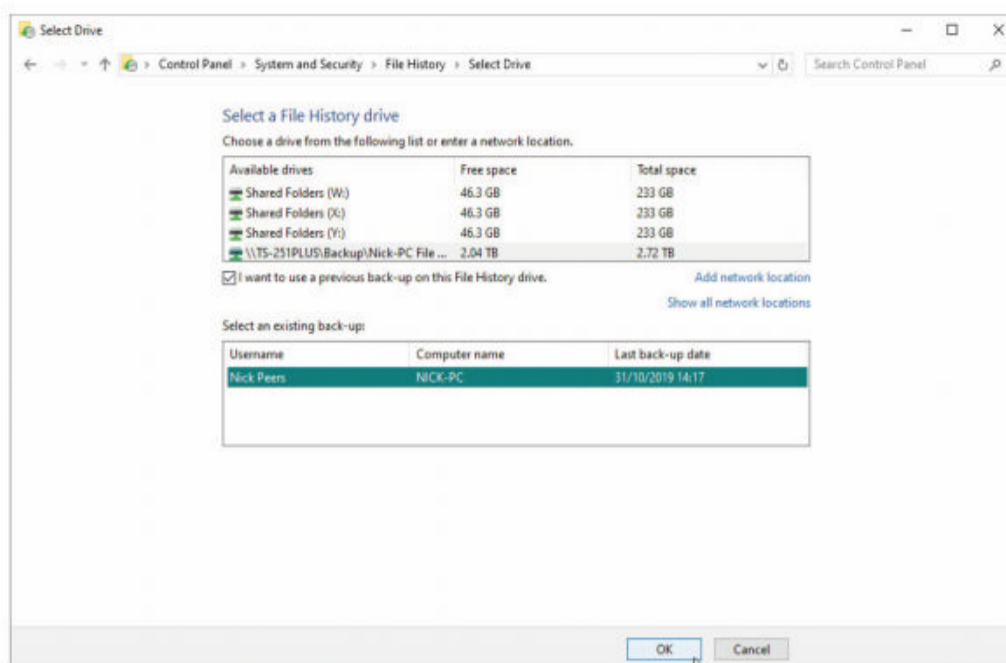 Select Drive
Control Panel > System and Security > File History > Select Drive
Search Control Panel
Select a File History drive
Choose a drive from the following list or enter a network location.
Available drives Free space Total space
Shared Folders (W:) 46.3 GB 233 GB
Shared Folders (X:) 46.3 GB 233 GB
Shared Folders (Y:) 46.3 GB 233 GB
\\TS-251PLUS\Backup\Nick-PC File ... 2.04 TB 2.72 TB
I want to use a previous back-up on this File History drive. Add network location
Show all network locations
Select an existing back-up:
Username Computer name Last back-up date
Nick Peers NICK-PC 31/10/2019 14:17
OK Cancel